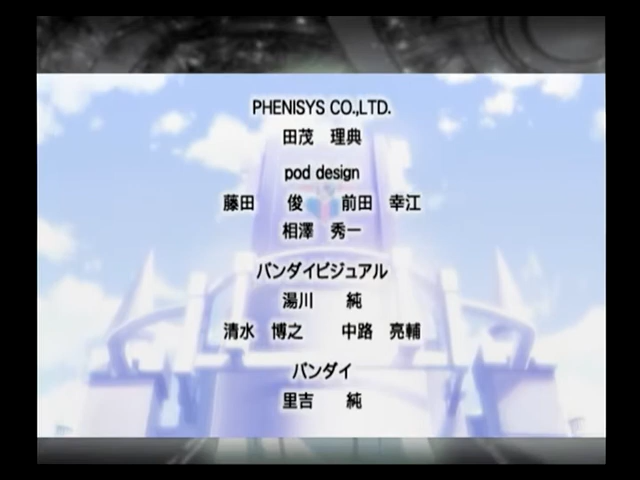 PHENISYS CO.,LTD.
田茂　理典
pod design
藤田　　俊　　前田　幸江
相澤　秀一
バンダイビジュアル
湯川　　純
清水　博之　　中路　亮輔
バンダイ
里吉　　純